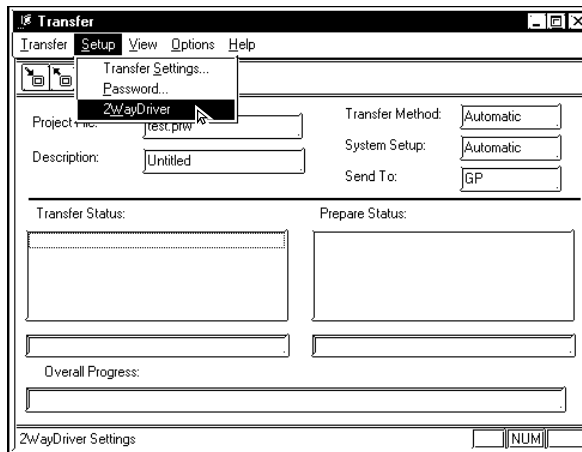 Transfer
Transfer Setup View Options Help
Transfer Settings...
Password...
2WayDriver
Project File: test.prw
Description: Untitled
Transfer Method: Automatic
System Setup: Automatic
Send To: GP
Transfer Status:
Prepare Status:
Overall Progress:
2WayDriver Settings
NUM